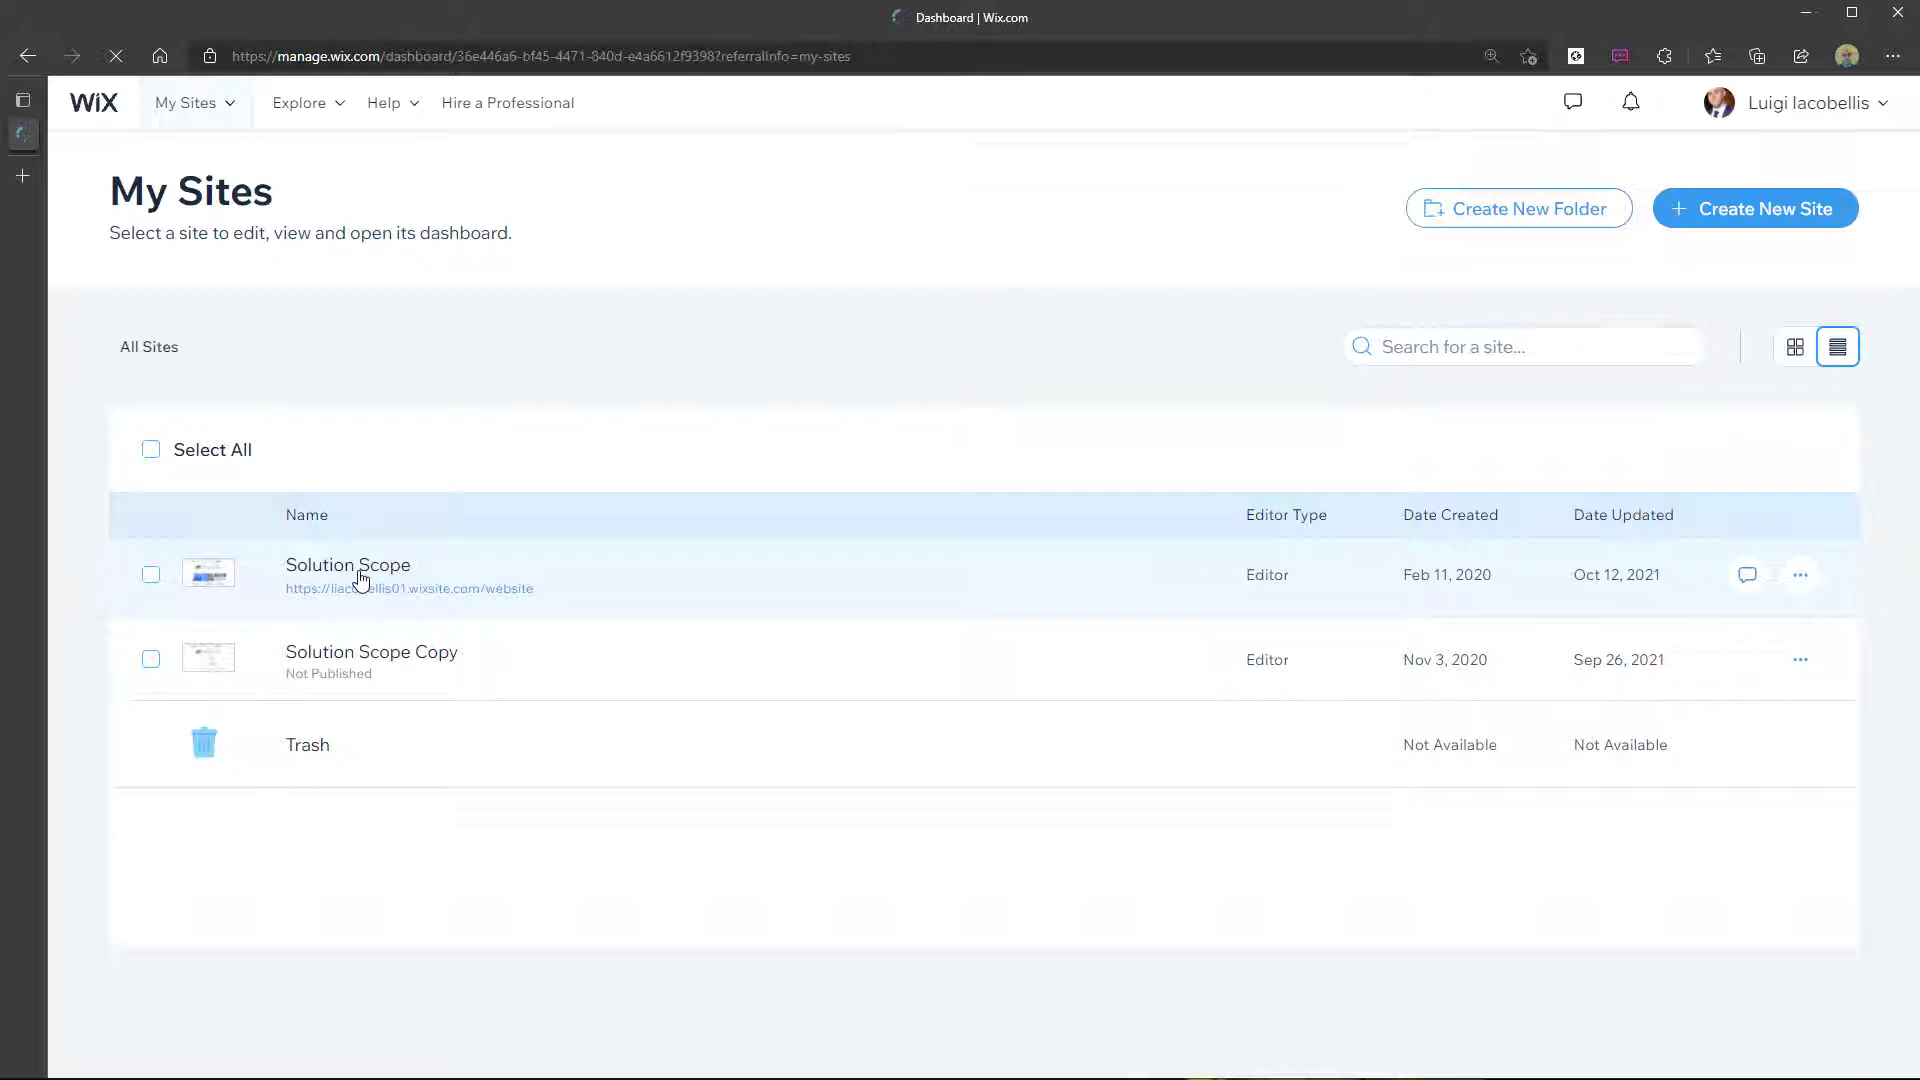 Dashboard | Wix.com
https://manage.wix.com/dashboard/36e446a6-bf45-4471-840d-e4a6612f9398?referralInfo=my-sites
WiX My Sites Explore Help Hire a Professional Luigi Iacobellis
My Sites
Select a site to edit, view and open its dashboard.
Create New Folder + Create New Site
All Sites Search for a site...
Select All
Name Editor Type Date Created Date Updated
Solution Scope
https://liacobellis01.wixsite.com/website
Editor Feb 11, 2020 Oct 12, 2021
Solution Scope Copy
Not Published
Editor Nov 3, 2020 Sep 26, 2021
Trash Not Available Not Available